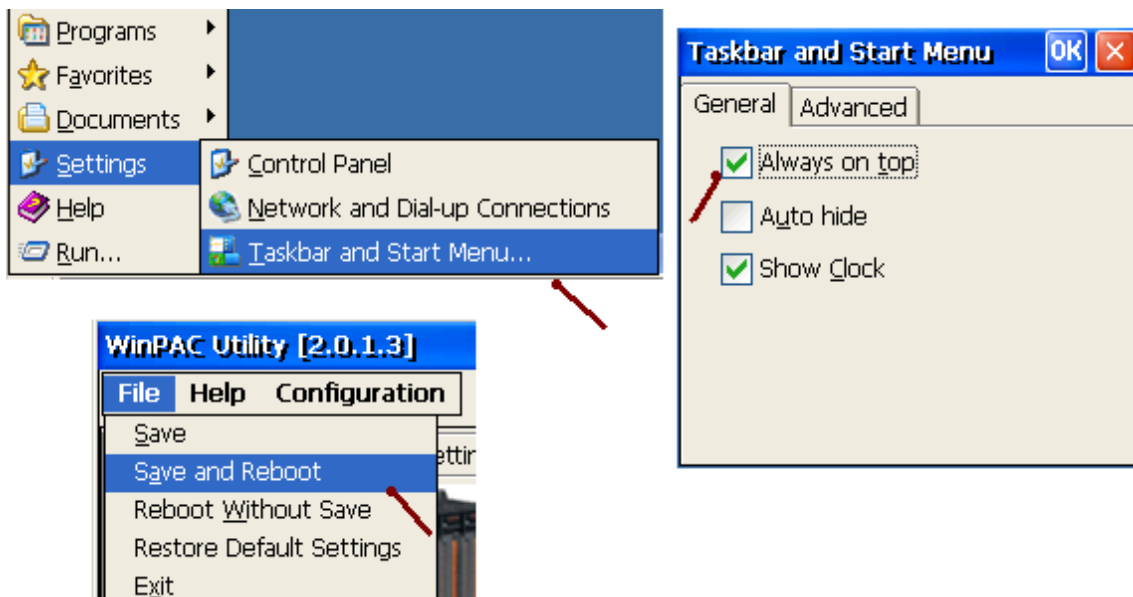 Programs
Favorites
Documents
Settings
Help
Run...
Control Panel
Network and Dial-up Connections
Taskbar and Start Menu...
Taskbar and Start Menu OK
General Advanced
Always on top
Auto hide
Show Clock
WinPAC Utility [2.0.1.3]
File Help Configuration
Save
Save and Reboot
Reboot Without Save
Restore Default Settings
Exit